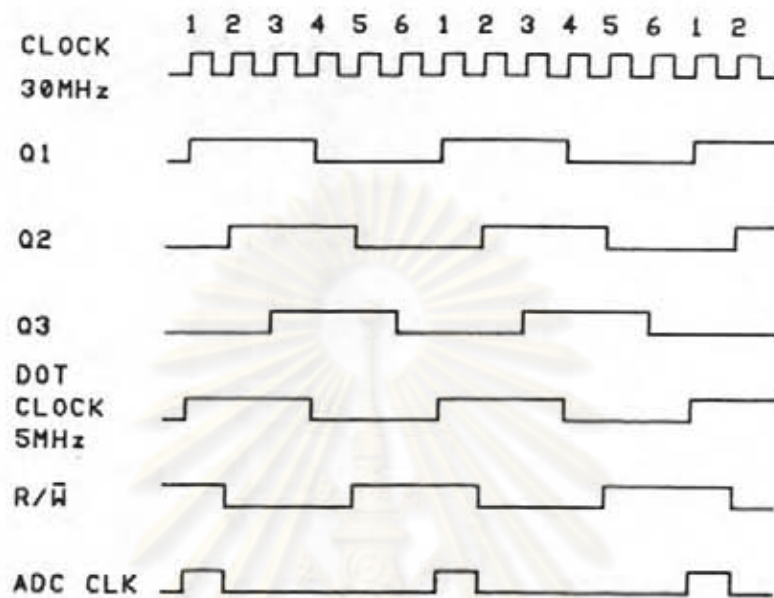 1 2 3 4 5 6 1 2 3 4 5 6 1 2
CLOCK
30MHz
Q1
Q2
Q3
DOT
CLOCK
5MHz
R/W̄
ADC CLK